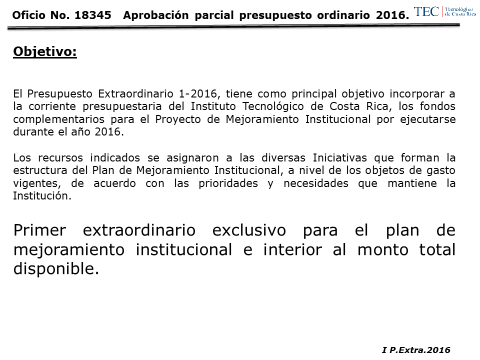 Oficio No. 18345 Aprobación parcial presupuesto ordinario 2016.
TEC | Tecnológico de Costa Rica
Objetivo:
El Presupuesto Extraordinario 1-2016, tiene como principal objetivo incorporar a
la corriente presupuestaria del Instituto Tecnológico de Costa Rica, los fondos
complementarios para el Proyecto de Mejoramiento Institucional por ejecutarse
durante el año 2016.
Los recursos indicados se asignaron a las diversas Iniciativas que forman la
estructura del Plan de Mejoramiento Institucional, a nivel de los objetos de gasto
vigentes, de acuerdo con las prioridades y necesidades que mantiene la
Institución.
Primer extraordinario exclusivo para el plan de
mejoramiento institucional e interior al monto total
disponible.
I P.Extra.2016